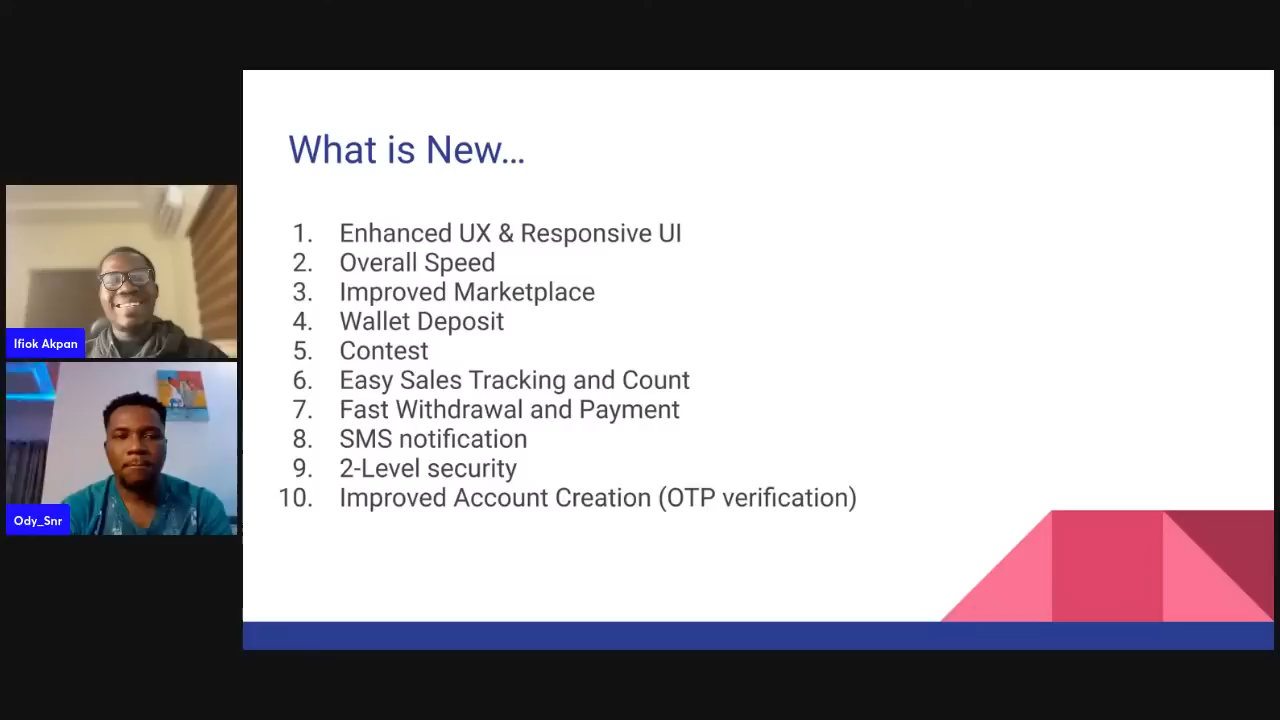 What is New...
1. Enhanced UX & Responsive UI
2. Overall Speed
3. Improved Marketplace
4. Wallet Deposit
5. Contest
6. Easy Sales Tracking and Count
7. Fast Withdrawal and Payment
8. SMS notification
9. 2-Level security
10. Improved Account Creation (OTP verification)
Ifiok Akpan
Ody_Snr